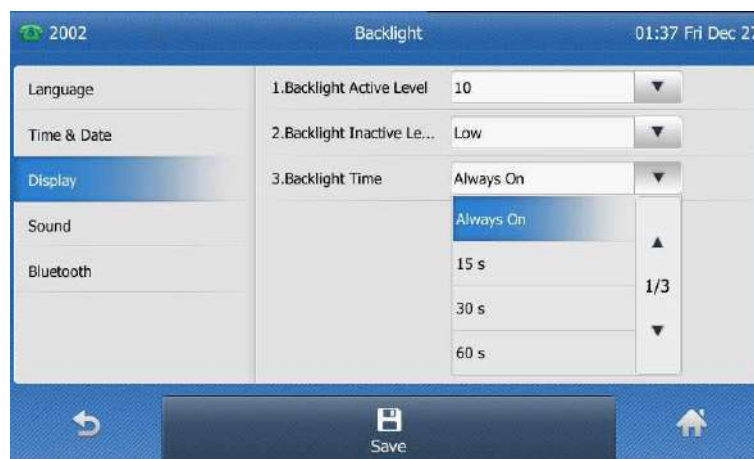 2002
Backlight
01:37 Fri Dec 27
Language
Time & Date
Display
Sound
Bluetooth
1.Backlight Active Level
10
2.Backlight Inactive Le...
Low
3.Backlight Time
Always On
Always On
15 s
30 s
60 s
1/3
Save